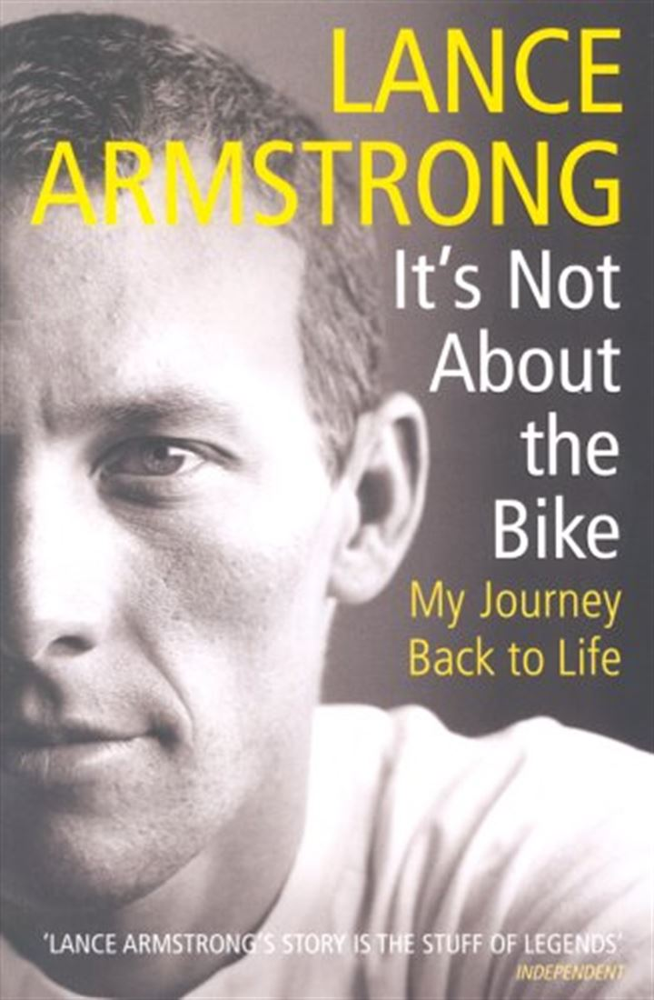 LANCE
ARMSTRONG
It's Not
About
the
Bike
My Journey
Back to Life
'LANCE ARMSTRONG'S STORY IS THE STUFF OF LEGENDS'
INDEPENDENT